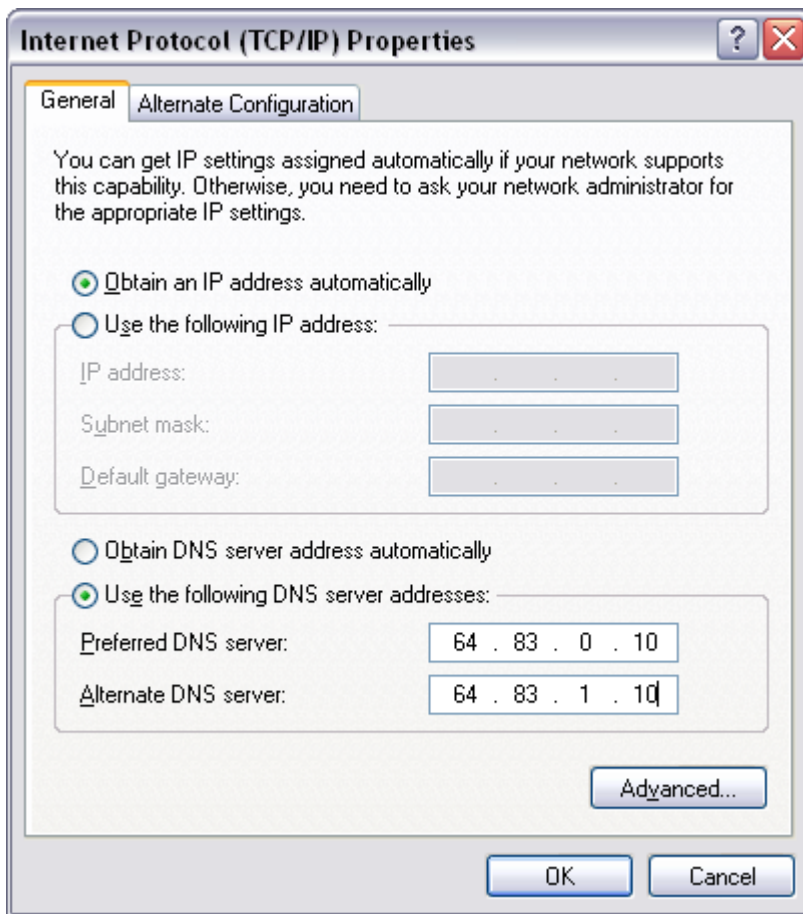 Internet Protocol (TCP/IP) Properties
?
General
Alternate Configuration
You can get IP settings assigned automatically if your network supports
this capability. Otherwise, you need to ask your network administrator for
the appropriate IP settings.
Obtain an IP address automatically
Use the following IP address:
IP address:
. . .
Subnet mask:
. . .
Default gateway:
. . .
Obtain DNS server address automatically
Use the following DNS server addresses:
Preferred DNS server: 64 . 83 . 0 . 10
Alternate DNS server: 64 . 83 . 1 . 10
Advanced...
OK
Cancel